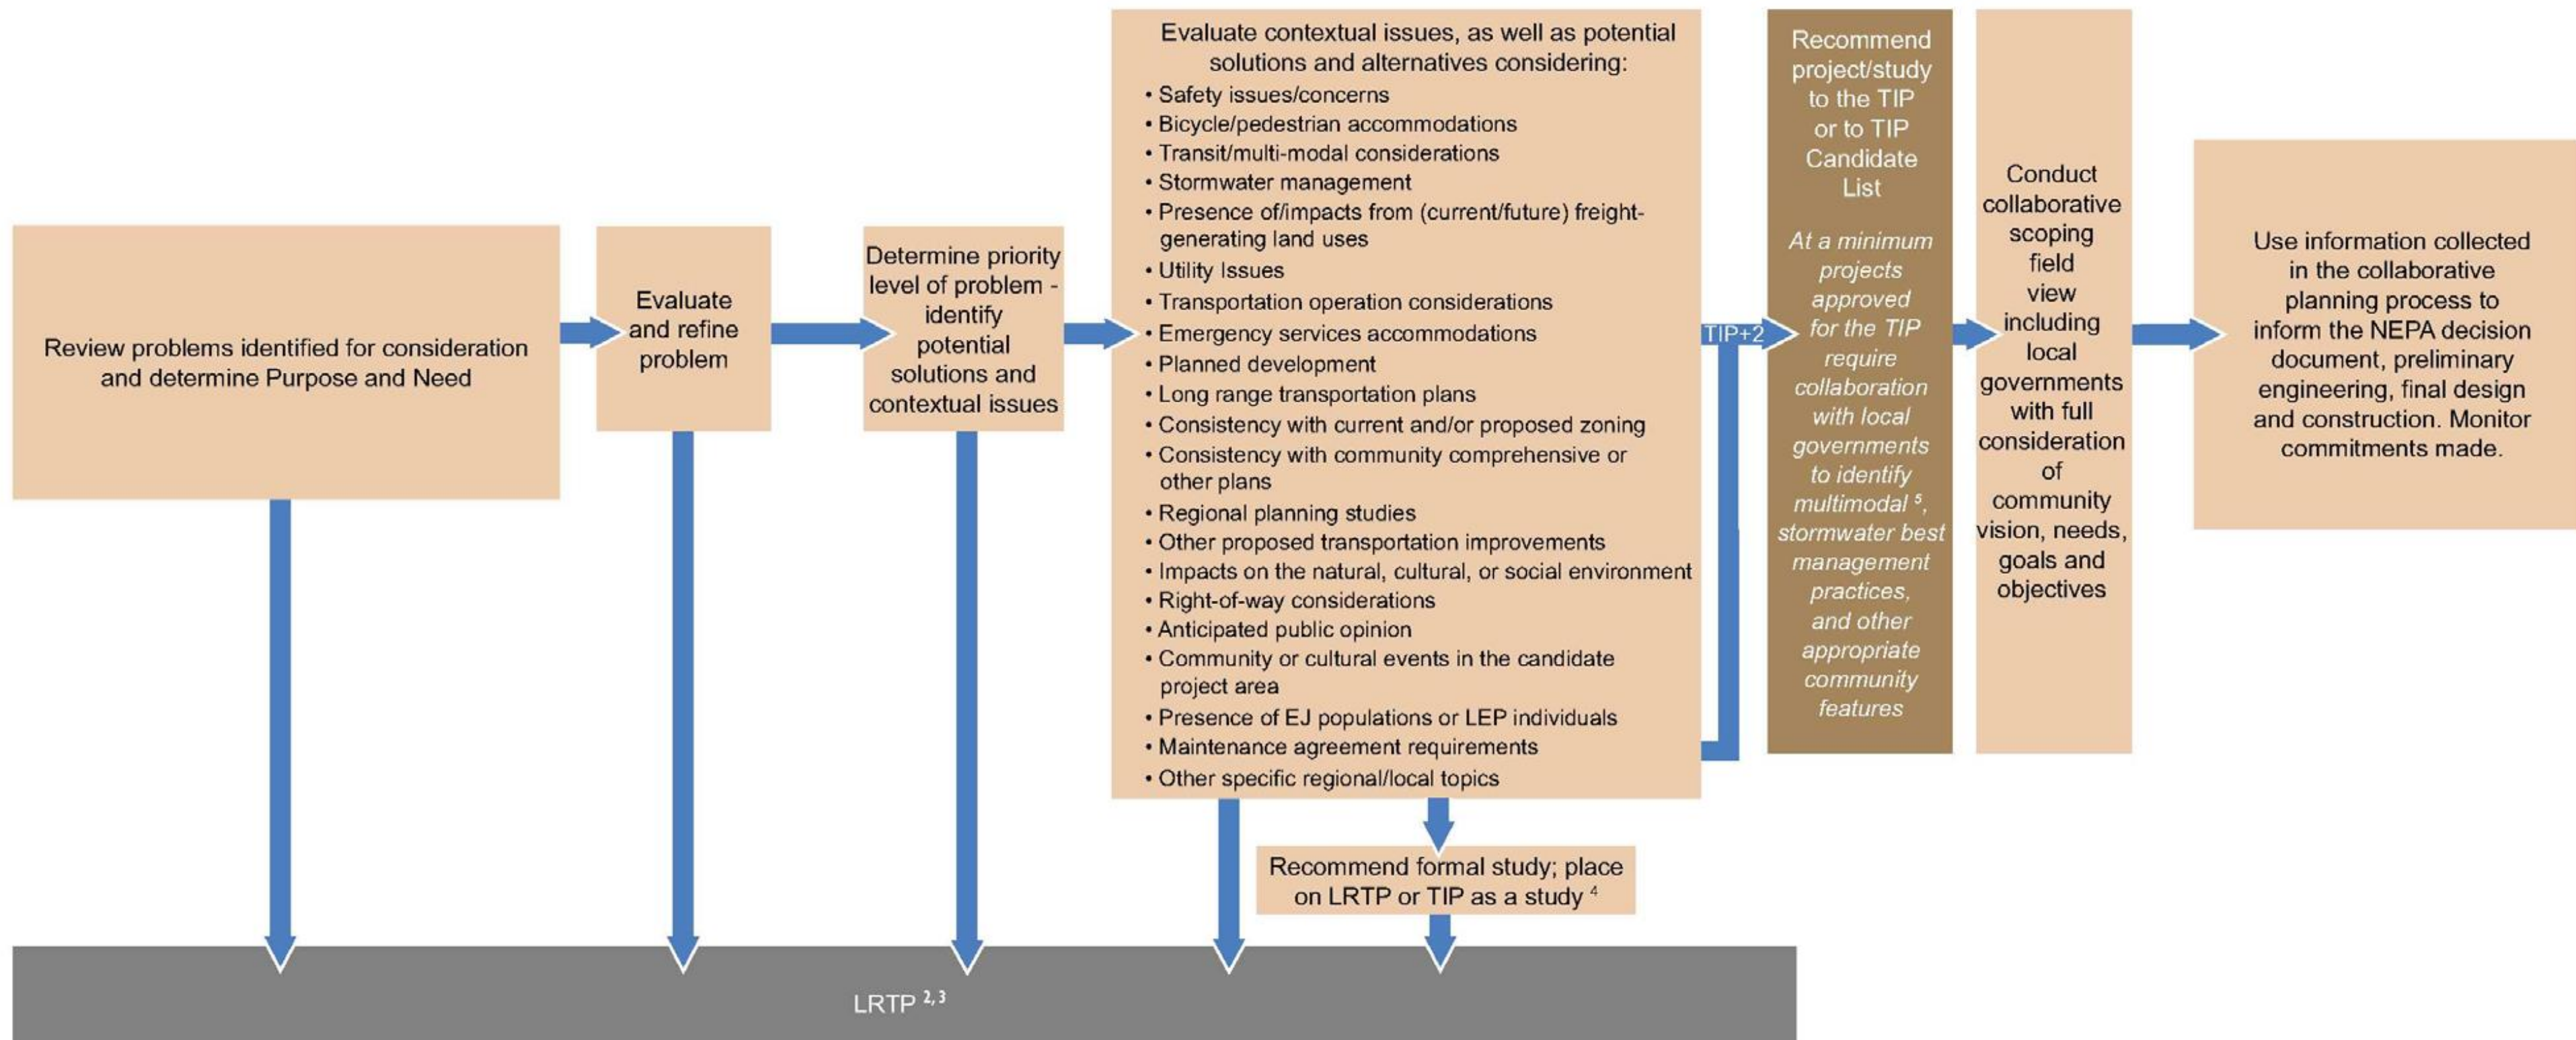 Review problems identified for consideration
and determine Purpose and Need
Evaluate
and refine
problem
Determine priority
level of problem -
identify
potential
solutions and
contextual issues
Evaluate contextual issues, as well as potential
solutions and alternatives considering:
• Safety issues/concerns
• Bicycle/pedestrian accommodations
• Transit/multi-modal considerations
• Stormwater management
• Presence of/impacts from (current/future) freight-
generating land uses
• Utility Issues
• Transportation operation considerations
• Emergency services accommodations
• Planned development
• Long range transportation plans
• Consistency with current and/or proposed zoning
• Consistency with community comprehensive or
other plans
• Regional planning studies
• Other proposed transportation improvements
• Impacts on the natural, cultural, or social environment
• Right-of-way considerations
• Anticipated public opinion
• Community or cultural events in the candidate
project area
• Presence of EJ populations or LEP individuals
• Maintenance agreement requirements
• Other specific regional/local topics
TIP+2
Recommend
project/study
to the TIP
or to TIP
Candidate
List
At a minimum
projects
approved
for the TIP
require
collaboration
with local
governments
to identify
multimodal 5,
stormwater best
management
practices,
and other
appropriate
community
features
Conduct
collaborative
scoping
field
view
including
local
governments
with full
consideration
of
community
vision, needs,
goals and
objectives
Use information collected
in the collaborative
planning process to
inform the NEPA decision
document, preliminary
engineering, final design
and construction. Monitor
commitments made.
Recommend formal study; place
on LRTP or TIP as a study 4
LRTP 2, 3